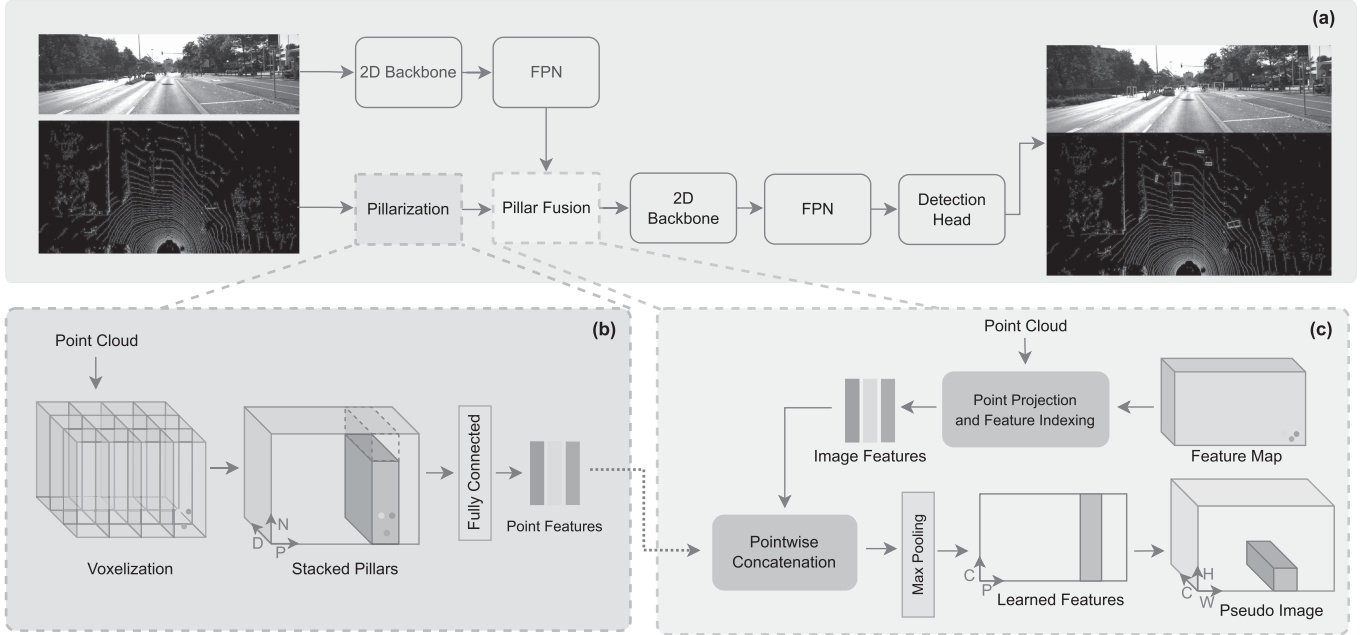 (a)
2D Backbone
FPN
Pillarization
Pillar Fusion
2D
Backbone
FPN
Detection
Head
(b)
Point Cloud
Voxelization
N
D
P
Stacked Pillars
Fully Connected
Point Features
(c)
Point Cloud
Point Projection
and Feature Indexing
Image Features
Feature Map
Pointwise
Concatenation
Max Pooling
C
P
Learned Features
H
C
W
Pseudo Image